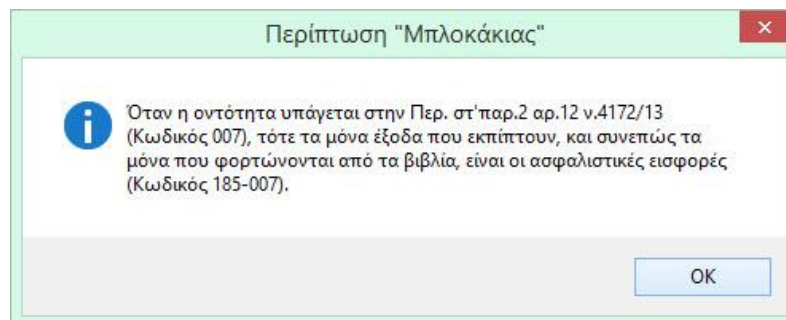 Περίπτωση "Μπλοκάκιας"
Όταν η οντότητα υπάγεται στην Περ. στ'παρ.2 αρ.12 ν.4172/13
(Κωδικός 007), τότε τα μόνα έξοδα που εκπίπτουν, και συνεπώς τα
μόνα που φορτώνονται από τα βιβλία, είναι οι ασφαλιστικές εισφορές
(Κωδικός 185-007).
OK